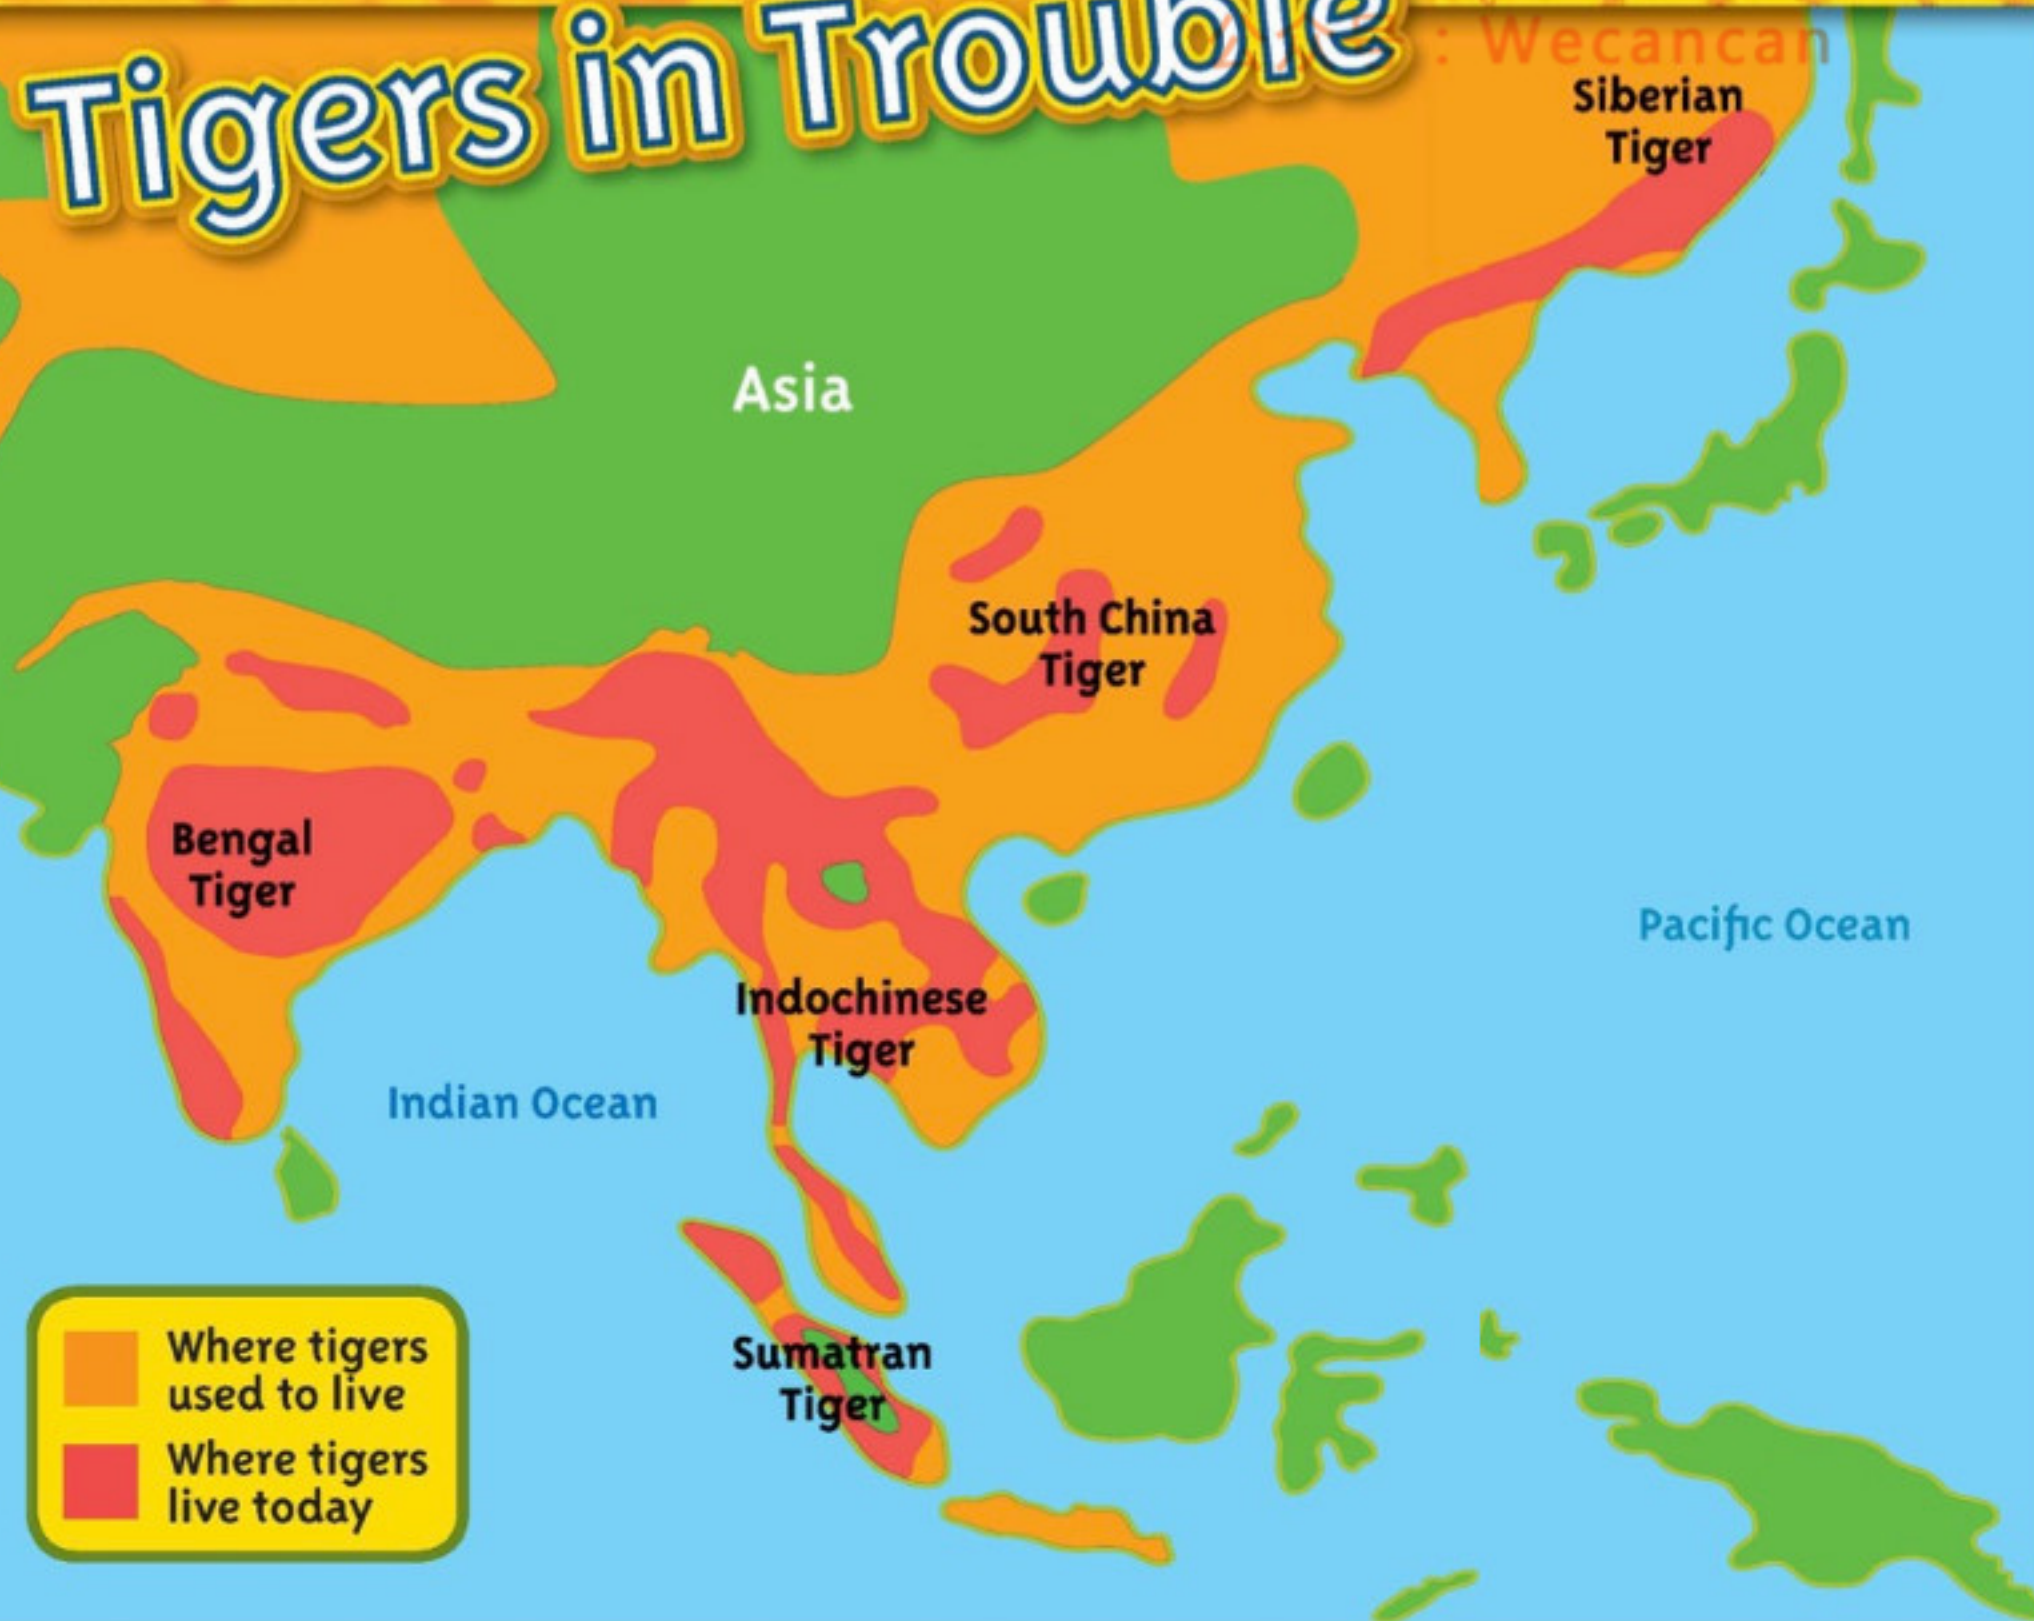 Tigers in Trouble
: Wecancan
Siberian
Tiger
Asia
South China
Tiger
Bengal
Tiger
Pacific Ocean
Indochinese
Tiger
Indian Ocean
Sumatran
Tiger
Where tigers
used to live
Where tigers
live today